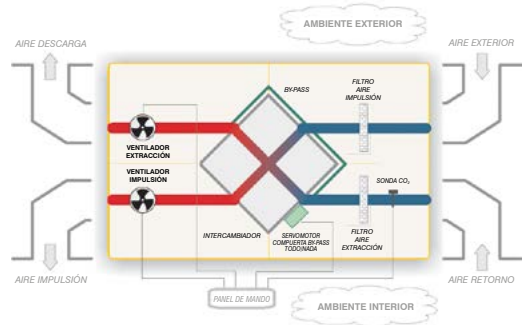 AMBIENTE EXTERIOR
AIRE DESCARGA
AIRE EXTERIOR
BY-PASS
FILTRO
AIRE
IMPULSIÓN
VENTILADOR
EXTRACCIÓN
VENTILADOR
IMPULSIÓN
SONDA CO₂
INTERCAMBIADOR
SERVOMOTOR
COMPUERTA BY-PASS
TODO/NADA
FILTRO
AIRE
EXTRACCIÓN
AIRE IMPULSIÓN
AIRE RETORNO
PANEL DE MANDO
AMBIENTE INTERIOR